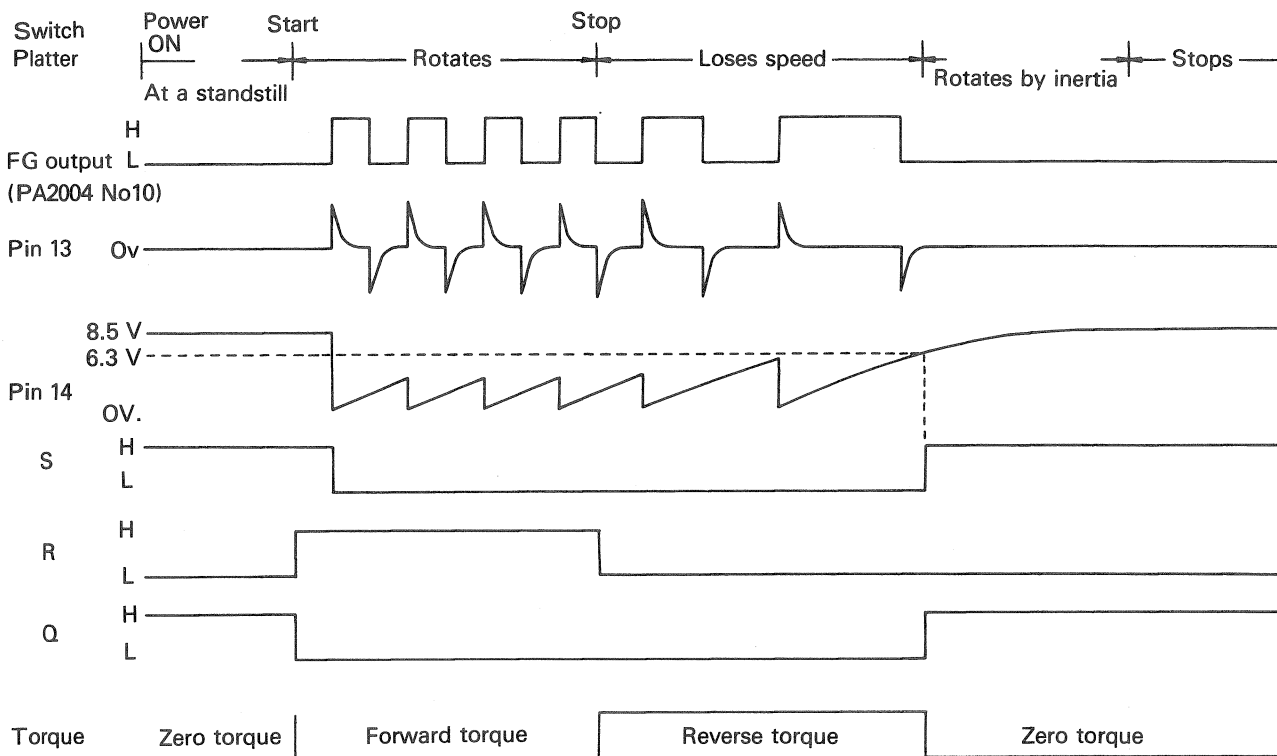 Switch Power ON Start Stop
Platter Rotates Loses speed Rotates by inertia Stops
At a standstill
H
FG output L
(PA2004 No10)
Pin 13 Ov
8.5 V
6.3 V
Pin 14
OV.
H
S
L
H
R
L
H
Q
L
Torque Zero torque Forward torque Reverse torque Zero torque